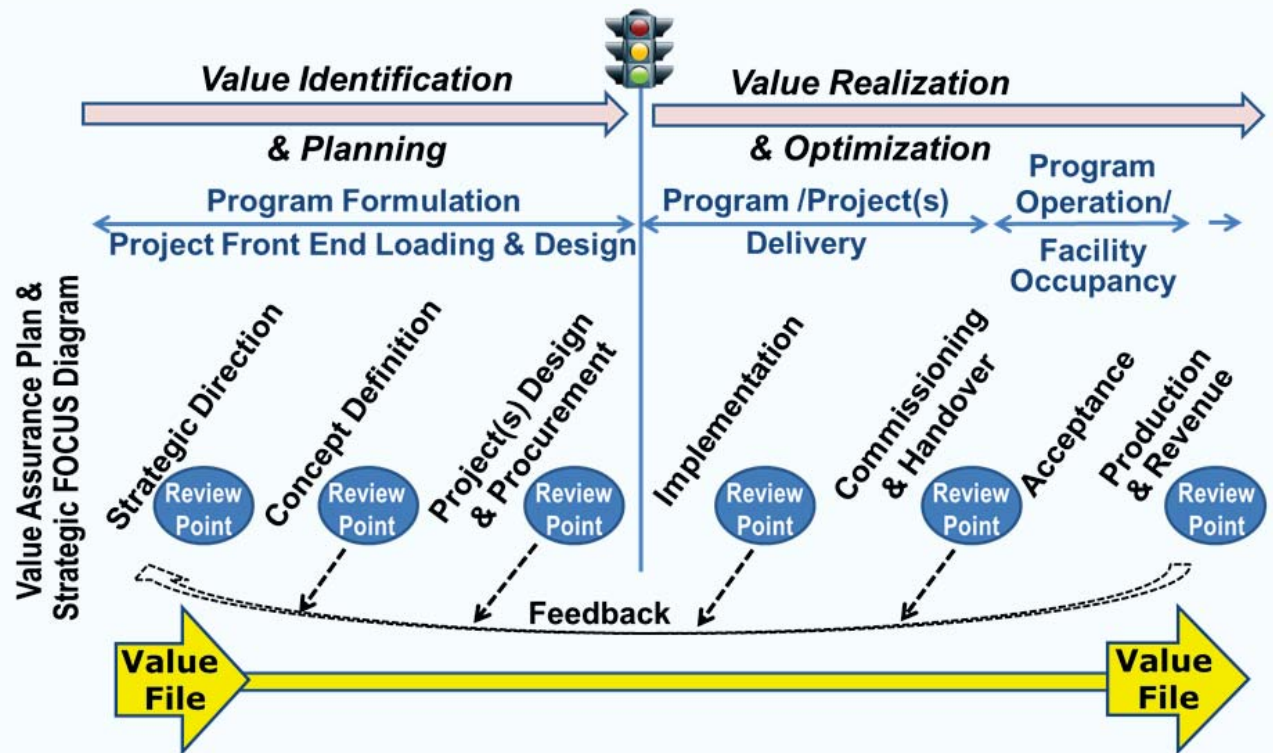 Value Identification
& Planning
Value Realization
& Optimization
Program Formulation
Project Front End Loading & Design
Program /Project(s)
Delivery
Program
Operation/
Facility
Occupancy
Value Assurance Plan &
Strategic FOCUS Diagram
Strategic Direction
Concept Definition
Project(s) Design
& Procurement
Implementation
Commissioning
& Handover
Acceptance
Production
& Revenue
Review
Point
Review
Point
Review
Point
Review
Point
Review
Point
Review
Point
Feedback
Value
File
Value
File